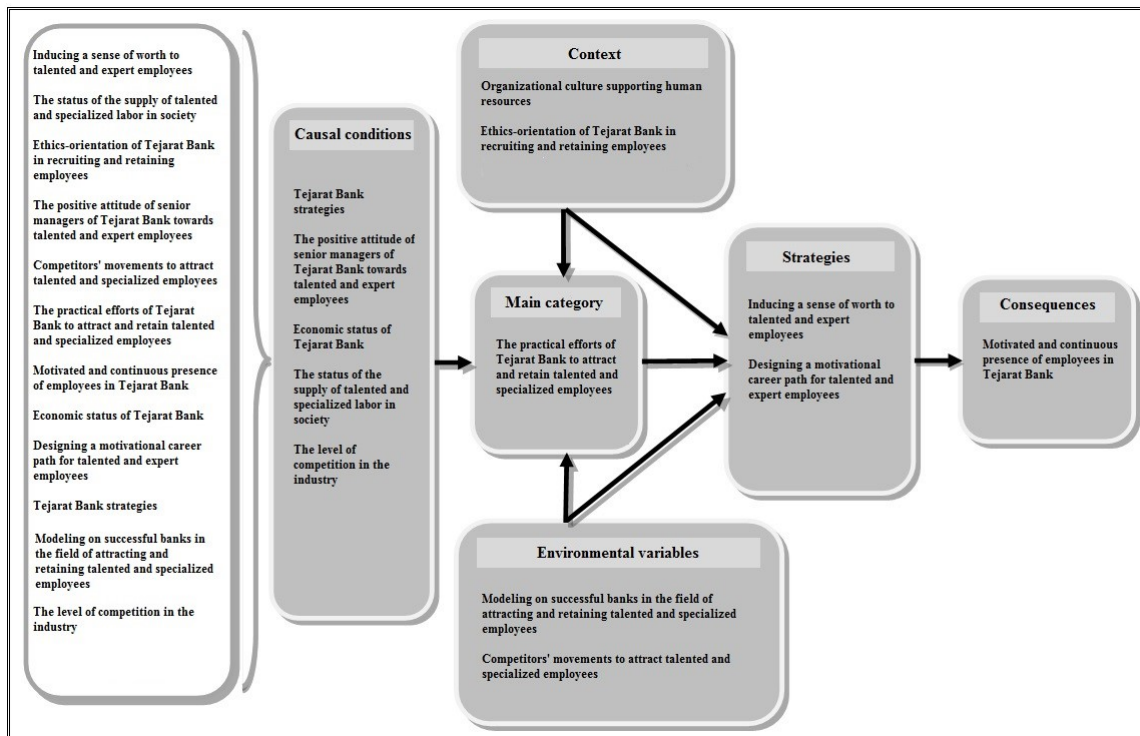 Inducing a sense of worth to
talented and expert employees
The status of the supply of talented
and specialized labor in society
Ethics-orientation of Tejarat Bank
in recruiting and retaining
employees
The positive attitude of senior
managers of Tejarat Bank towards
talented and expert employees
Competitors' movements to attract
talented and specialized employees
The practical efforts of Tejarat
Bank to attract and retain talented
and specialized employees
Motivated and continuous presence
of employees in Tejarat Bank
Economic status of Tejarat Bank
Designing a motivational career
path for talented and expert
employees
Tejarat Bank strategies
Modeling on successful banks in
the field of attracting and
retaining talented and specialized
employees
The level of competition in the
industry
Causal conditions
Tejarat Bank
strategies
The positive attitude of
senior managers of
Tejarat Bank towards
talented and expert
employees
Economic status of
Tejarat Bank
The status of the
supply of talented and
specialized labor in
society
The level of
competition in the
industry
Context
Organizational culture supporting human
resources
Ethics-orientation of Tejarat Bank in
recruiting and retaining employees
Main category
The practical efforts of
Tejarat Bank to attract
and retain talented and
specialized employees
Environmental variables
Modeling on successful banks in the field of
attracting and retaining talented and specialized
employees
Competitors' movements to attract talented and
specialized employees
Strategies
Inducing a sense of worth to
talented and expert
employees
Designing a motivational
career path for talented and
expert employees
Consequences
Motivated and continuous
presence of employees in
Tejarat Bank